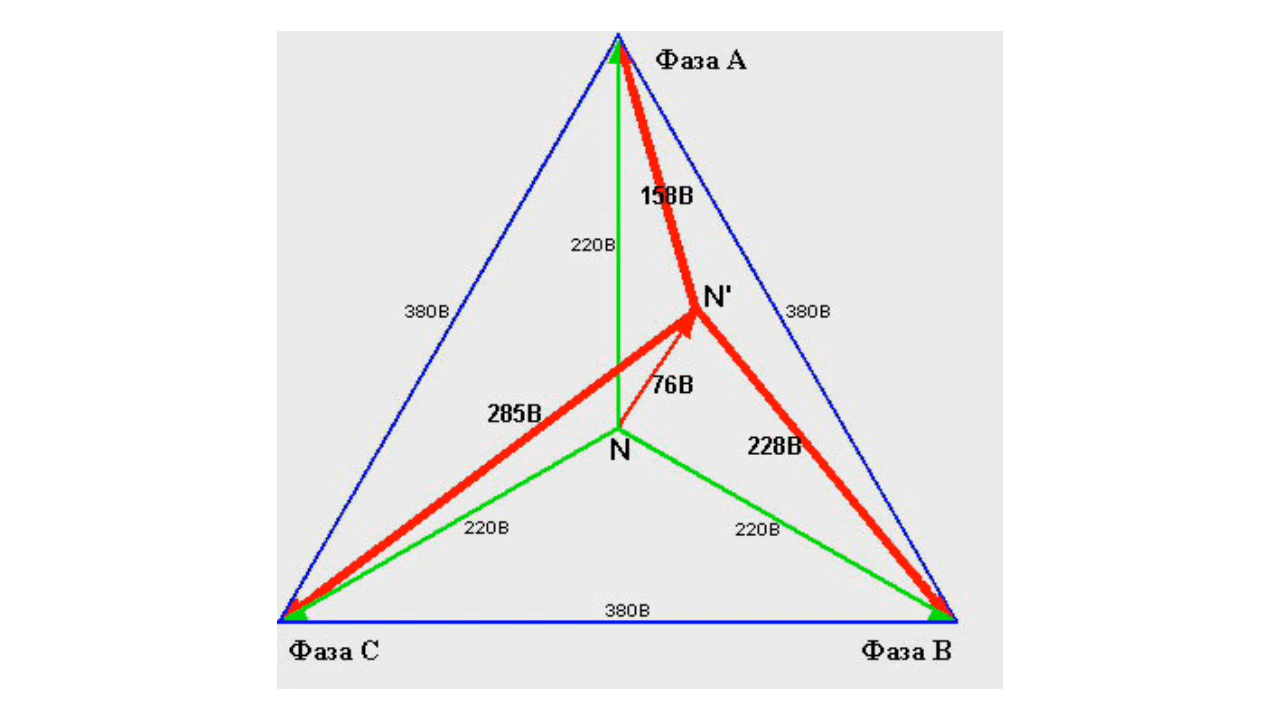 Фаза А
158В
220В
N'
380В
380В
76В
285В
228В
N
220В
220В
380В
Фаза С
Фаза В